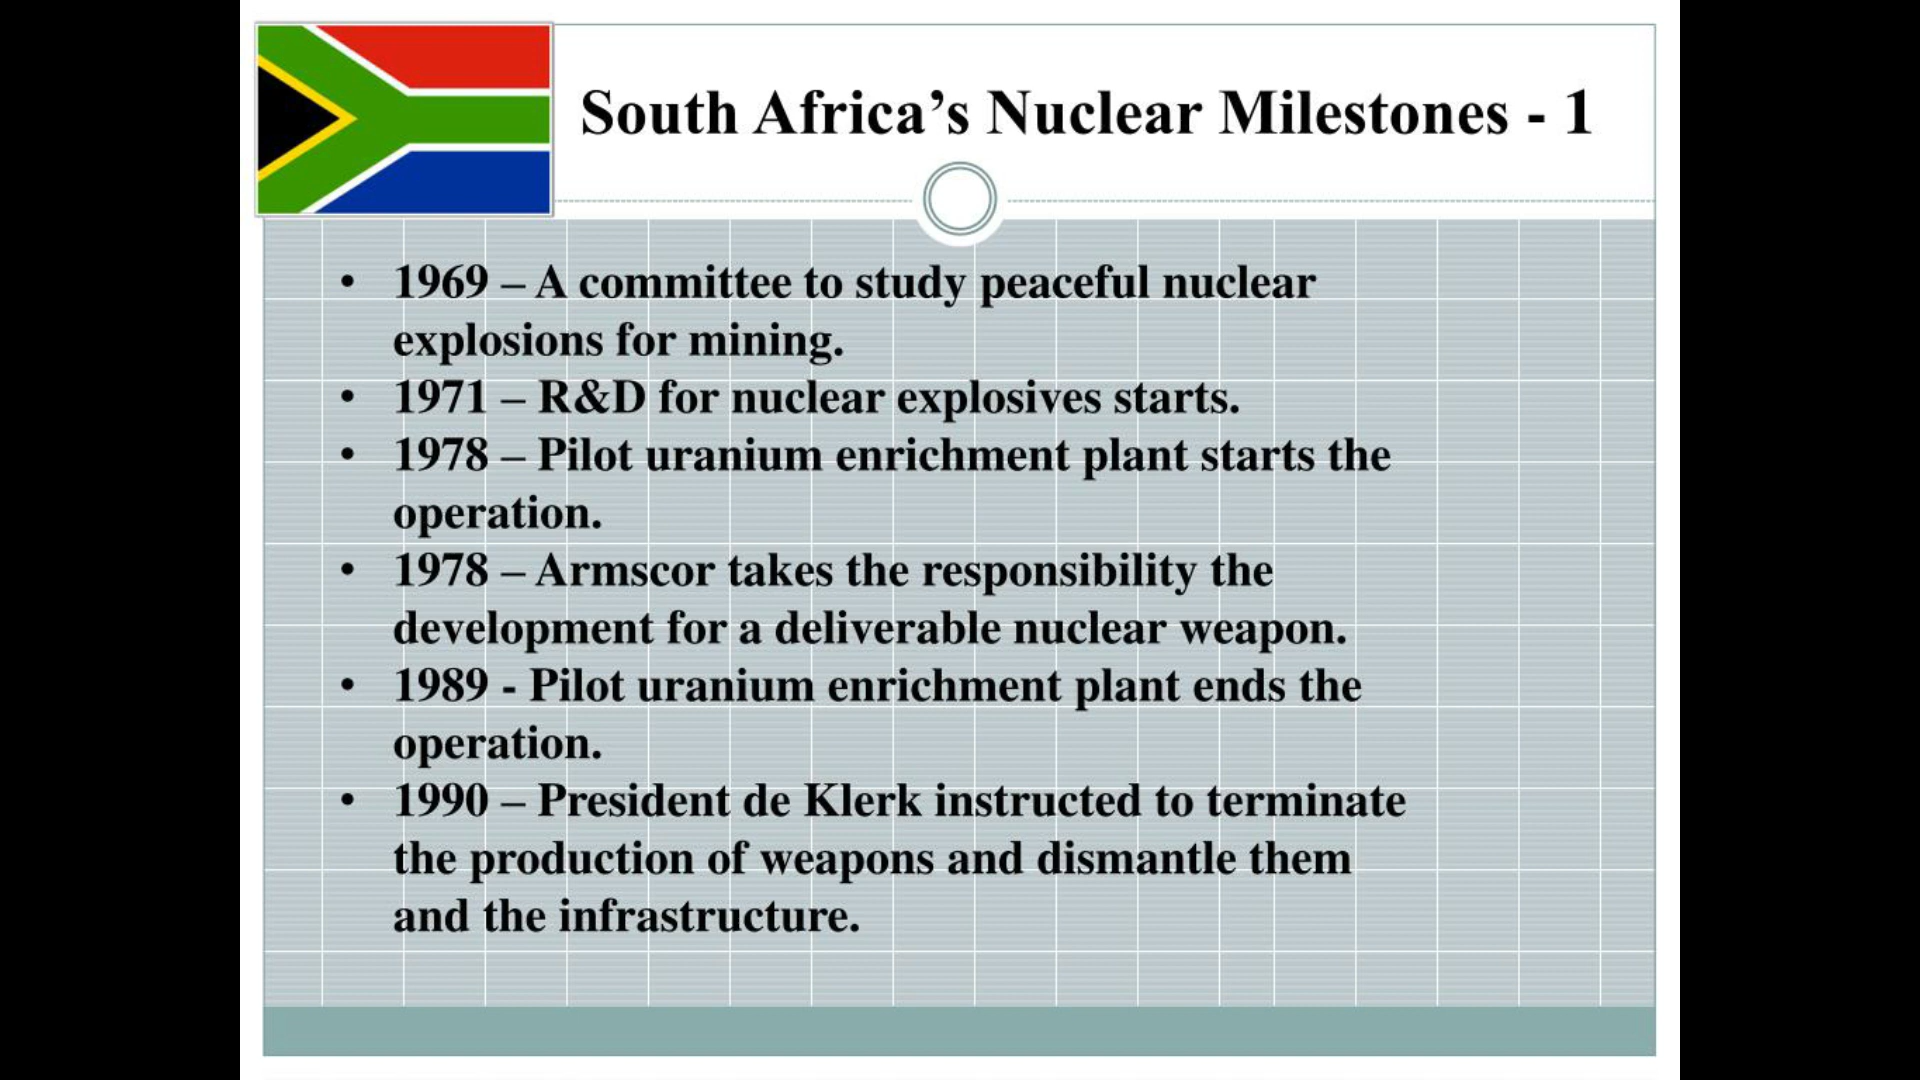 South Africa’s Nuclear Milestones - 1
• 1969 – A committee to study peaceful nuclear
explosions for mining.
• 1971 – R&D for nuclear explosives starts.
• 1978 – Pilot uranium enrichment plant starts the
operation.
• 1978 – Armscor takes the responsibility the
development for a deliverable nuclear weapon.
• 1989 - Pilot uranium enrichment plant ends the
operation.
• 1990 – President de Klerk instructed to terminate
the production of weapons and dismantle them
and the infrastructure.